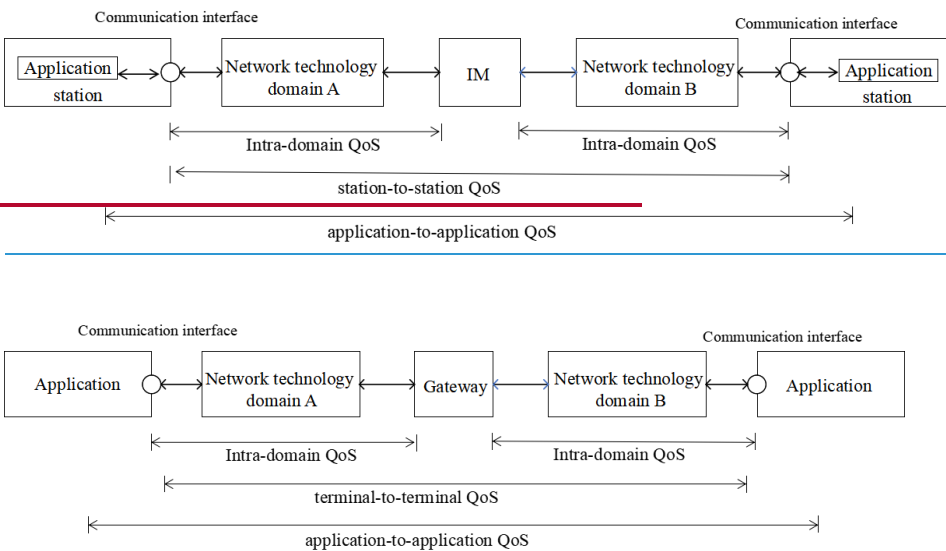 Communication interface
Communication interface
Application
station
Network technology
domain A
IM
Network technology
domain B
Application
station
Intra-domain QoS
Intra-domain QoS
station-to-station QoS
application-to-application QoS
Communication interface
Communication interface
Application
Network technology
domain A
Gateway
Network technology
domain B
Application
Intra-domain QoS
Intra-domain QoS
terminal-to-terminal QoS
application-to-application QoS